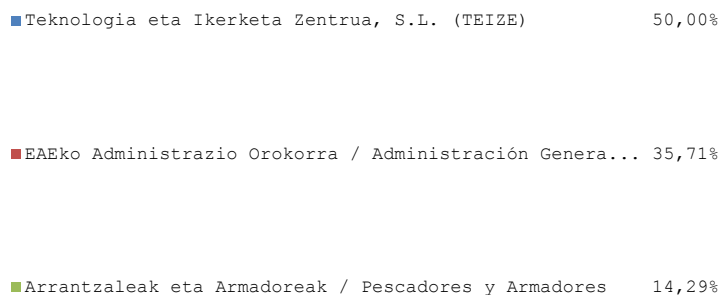 Teknologia eta Ikerketa Zentrua, S.L. (TEIZE) 50,00%
EAEko Administrazio Orokorra / Administración Genera... 35,71%
Arrantzaleak eta Armadoreak / Pescadores y Armadores 14,29%